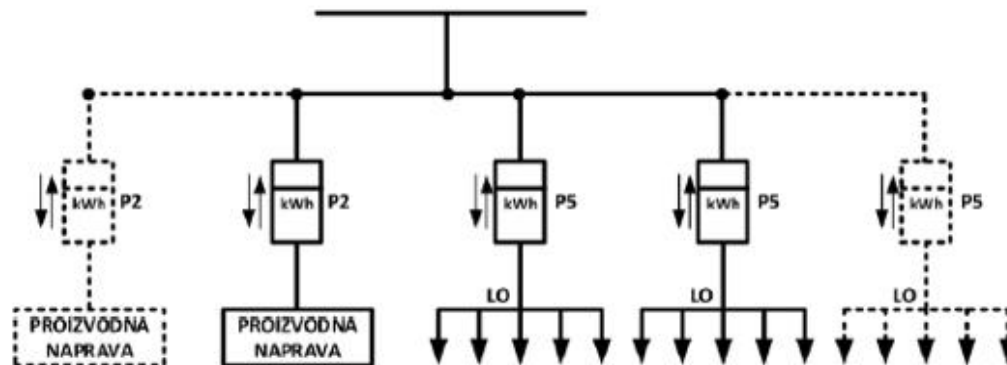 kWh P2
kWh P2
kWh P5
kWh P5
kWh P5
LO
LO
LO
PROIZVODNA
NAPRAVA
PROIZVODNA
NAPRAVA